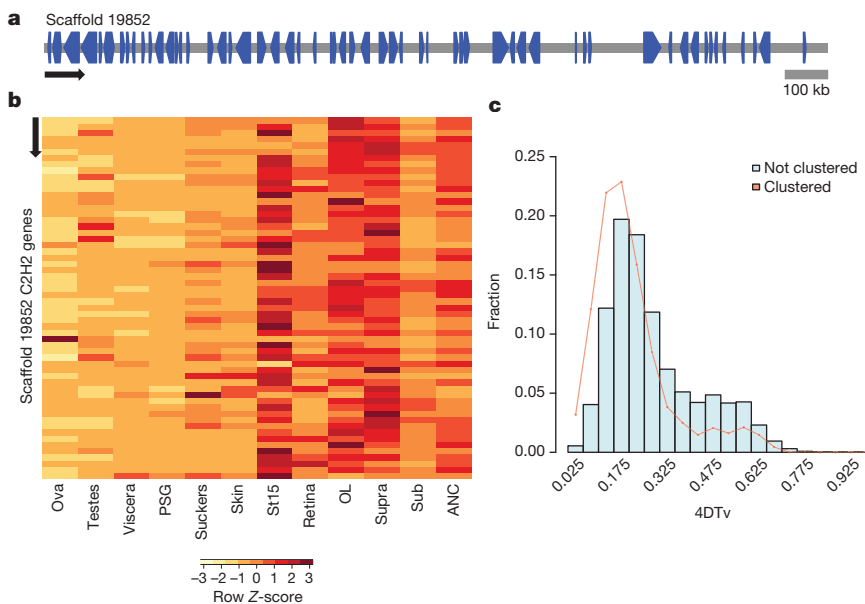 a
Scaffold 19852
100 kb
b
Scaffold 19852 C2H2 genes
Ova
Testes
Viscera
PSG
Suckers
Skin
St15
Retina
OL
Supra
Sub
ANC
−3 −2 −1 0 1 2 3
Row Z-score
c
0.25
0.20
0.15
0.10
0.05
0.00
Fraction
Not clustered
Clustered
0.025
0.175
0.325
0.475
0.625
0.775
0.925
4DTv